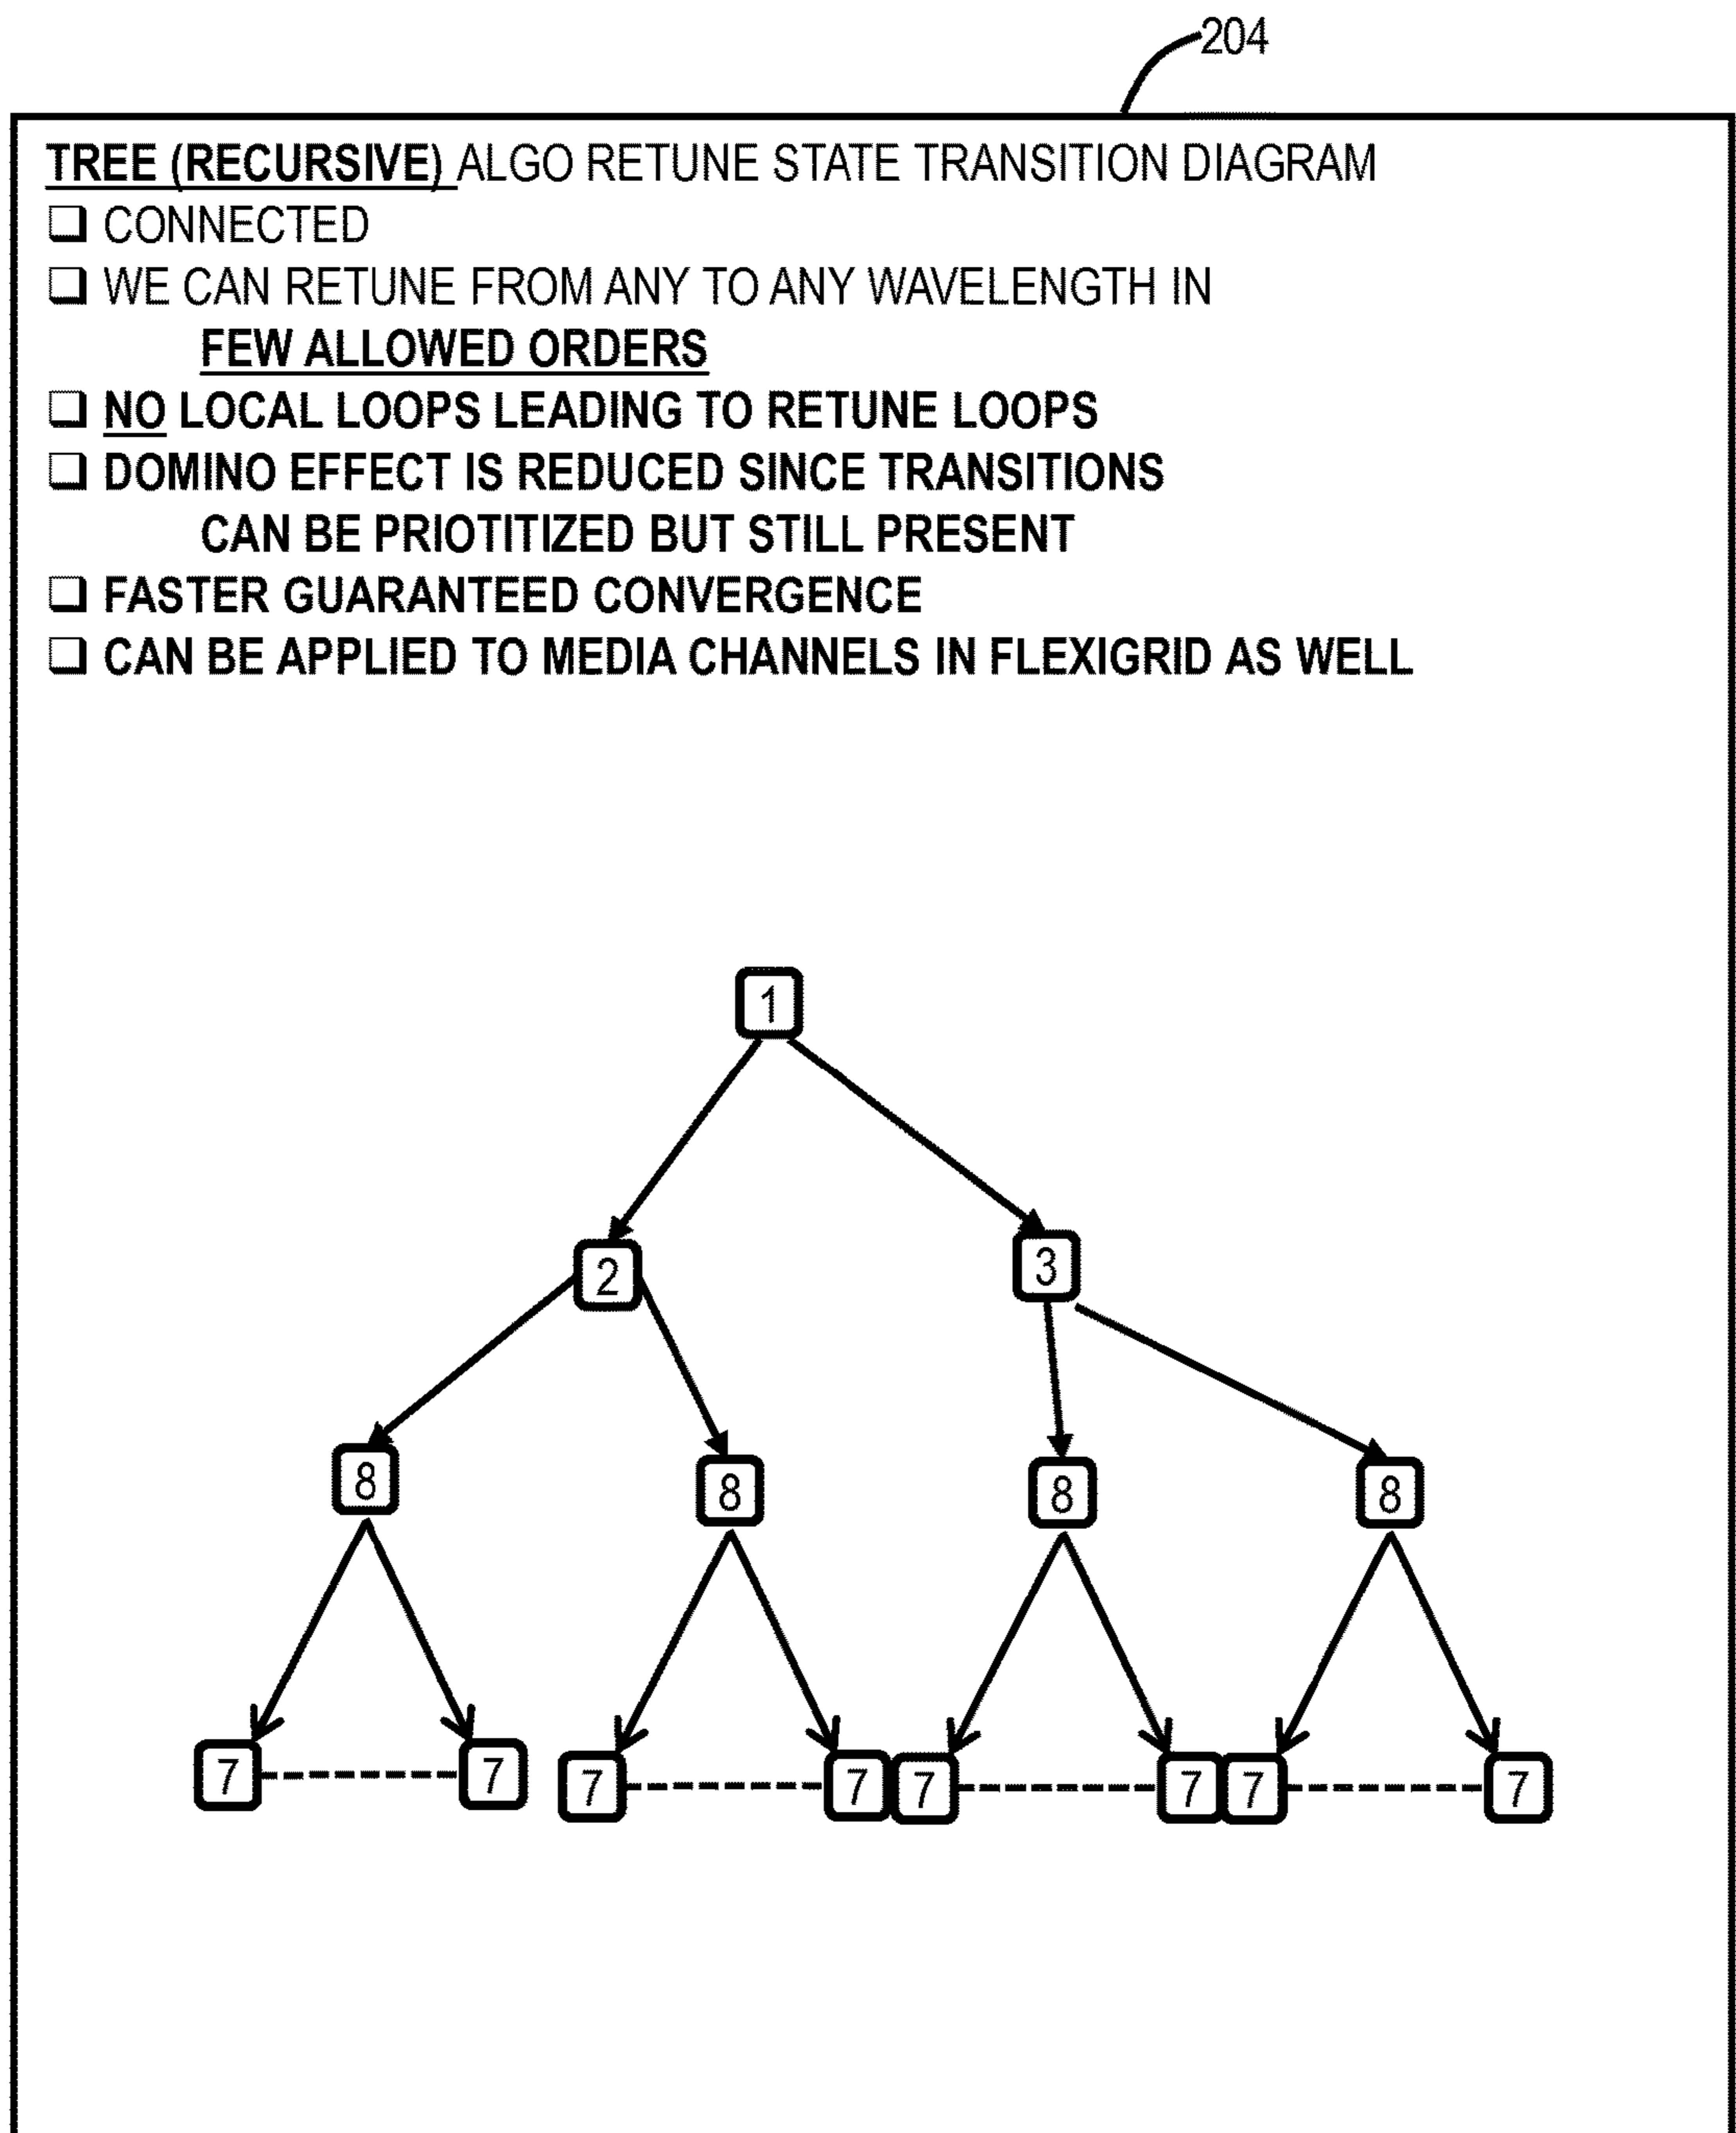 204
TREE (RECURSIVE) ALGO RETUNE STATE TRANSITION DIAGRAM
❑ CONNECTED
❑ WE CAN RETUNE FROM ANY TO ANY WAVELENGTH IN
FEW ALLOWED ORDERS
❑ NO LOCAL LOOPS LEADING TO RETUNE LOOPS
❑ DOMINO EFFECT IS REDUCED SINCE TRANSITIONS
CAN BE PRIOTITIZED BUT STILL PRESENT
❑ FASTER GUARANTEED CONVERGENCE
❑ CAN BE APPLIED TO MEDIA CHANNELS IN FLEXIGRID AS WELL
1
2 3
8 8 8 8
7 7 7 7 7 7 7 7